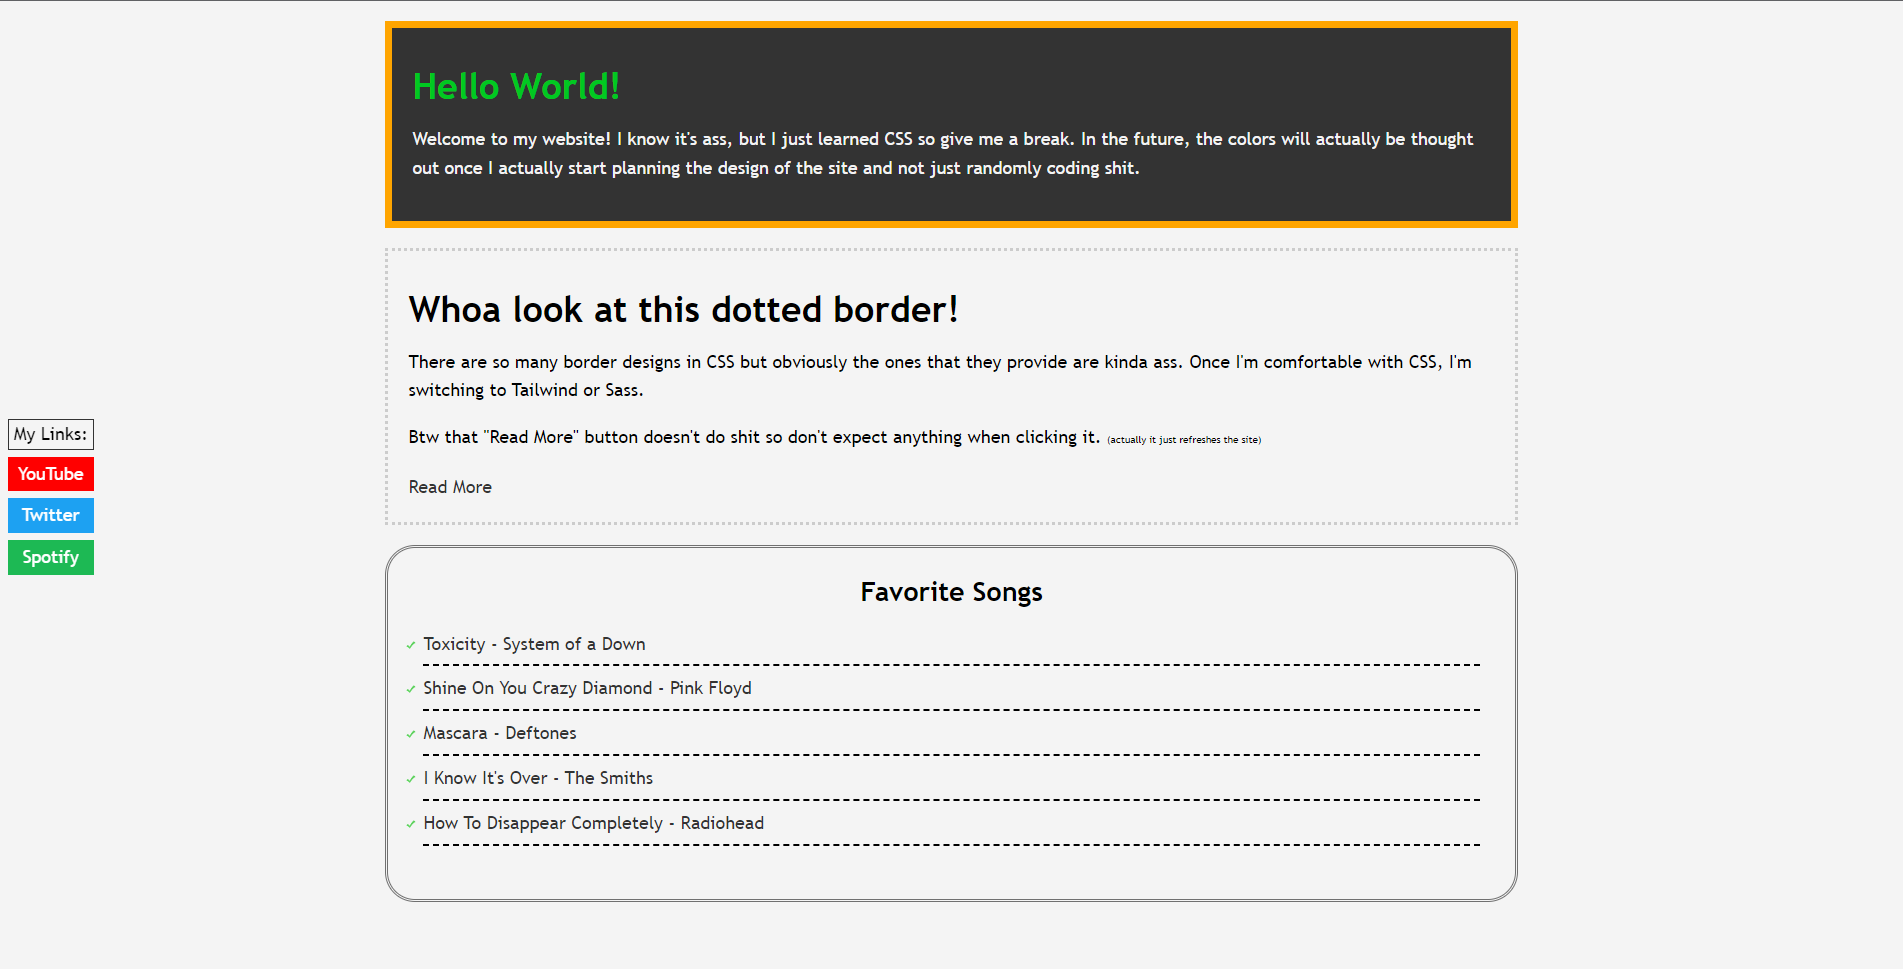 Hello World!
Welcome to my website! I know it's ass, but I just learned CSS so give me a break. In the future, the colors will actually be thought
out once I actually start planning the design of the site and not just randomly coding shit.
Whoa look at this dotted border!
There are so many border designs in CSS but obviously the ones that they provide are kinda ass. Once I'm comfortable with CSS, I'm
switching to Tailwind or Sass.
Btw that "Read More" button doesn't do shit so don't expect anything when clicking it. (actually it just refreshes the site)
Read More
My Links:
YouTube
Twitter
Spotify
Favorite Songs
Toxicity - System of a Down
Shine On You Crazy Diamond - Pink Floyd
Mascara - Deftones
I Know It's Over - The Smiths
How To Disappear Completely - Radiohead